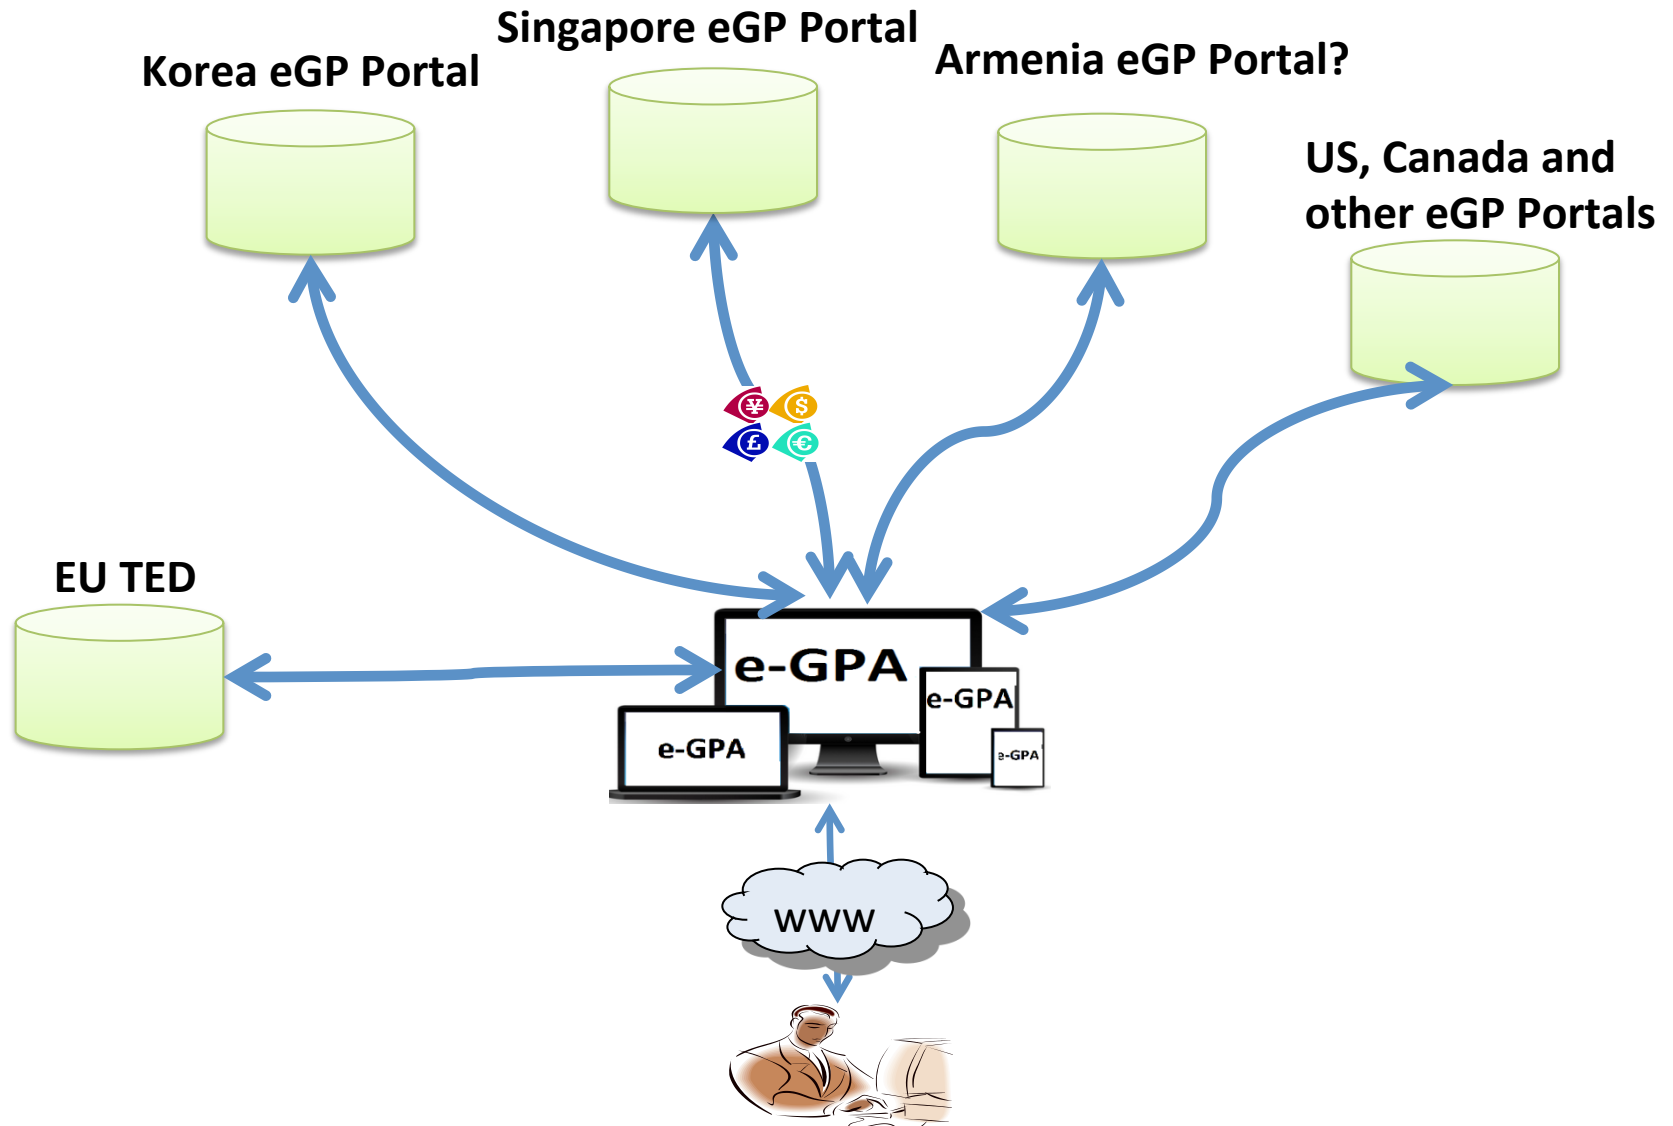 Singapore eGP Portal
Korea eGP Portal
Armenia eGP Portal?
US, Canada and
other eGP Portals
EU TED
e-GPA
e-GPA
e-GPA
e-GPA
www
¥ $
£ €